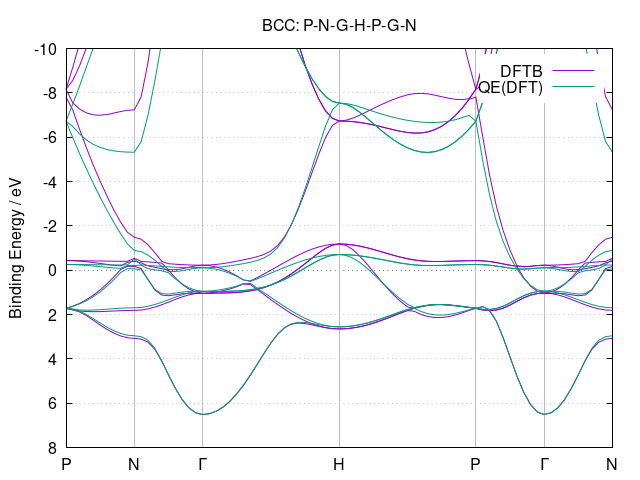 BCC: P-N-G-H-P-G-N
DFTB
QE(DFT)
Binding Energy / eV
-10
-8
-6
-4
-2
0
2
4
6
8
P N Γ H P Γ N